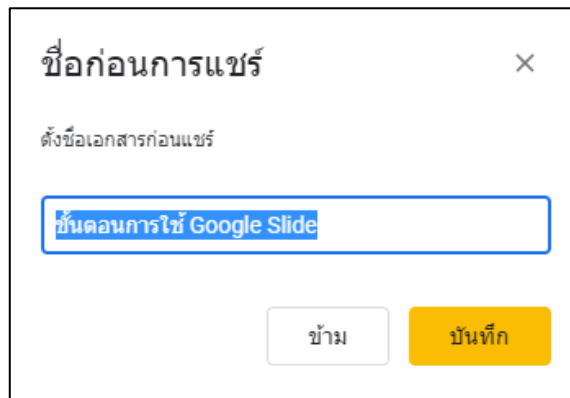 ชื่อก่อนการแชร์
ตั้งชื่อเอกสารก่อนแชร์
ขั้นตอนการใช้ Google Slide
ข้าม
บันทึก